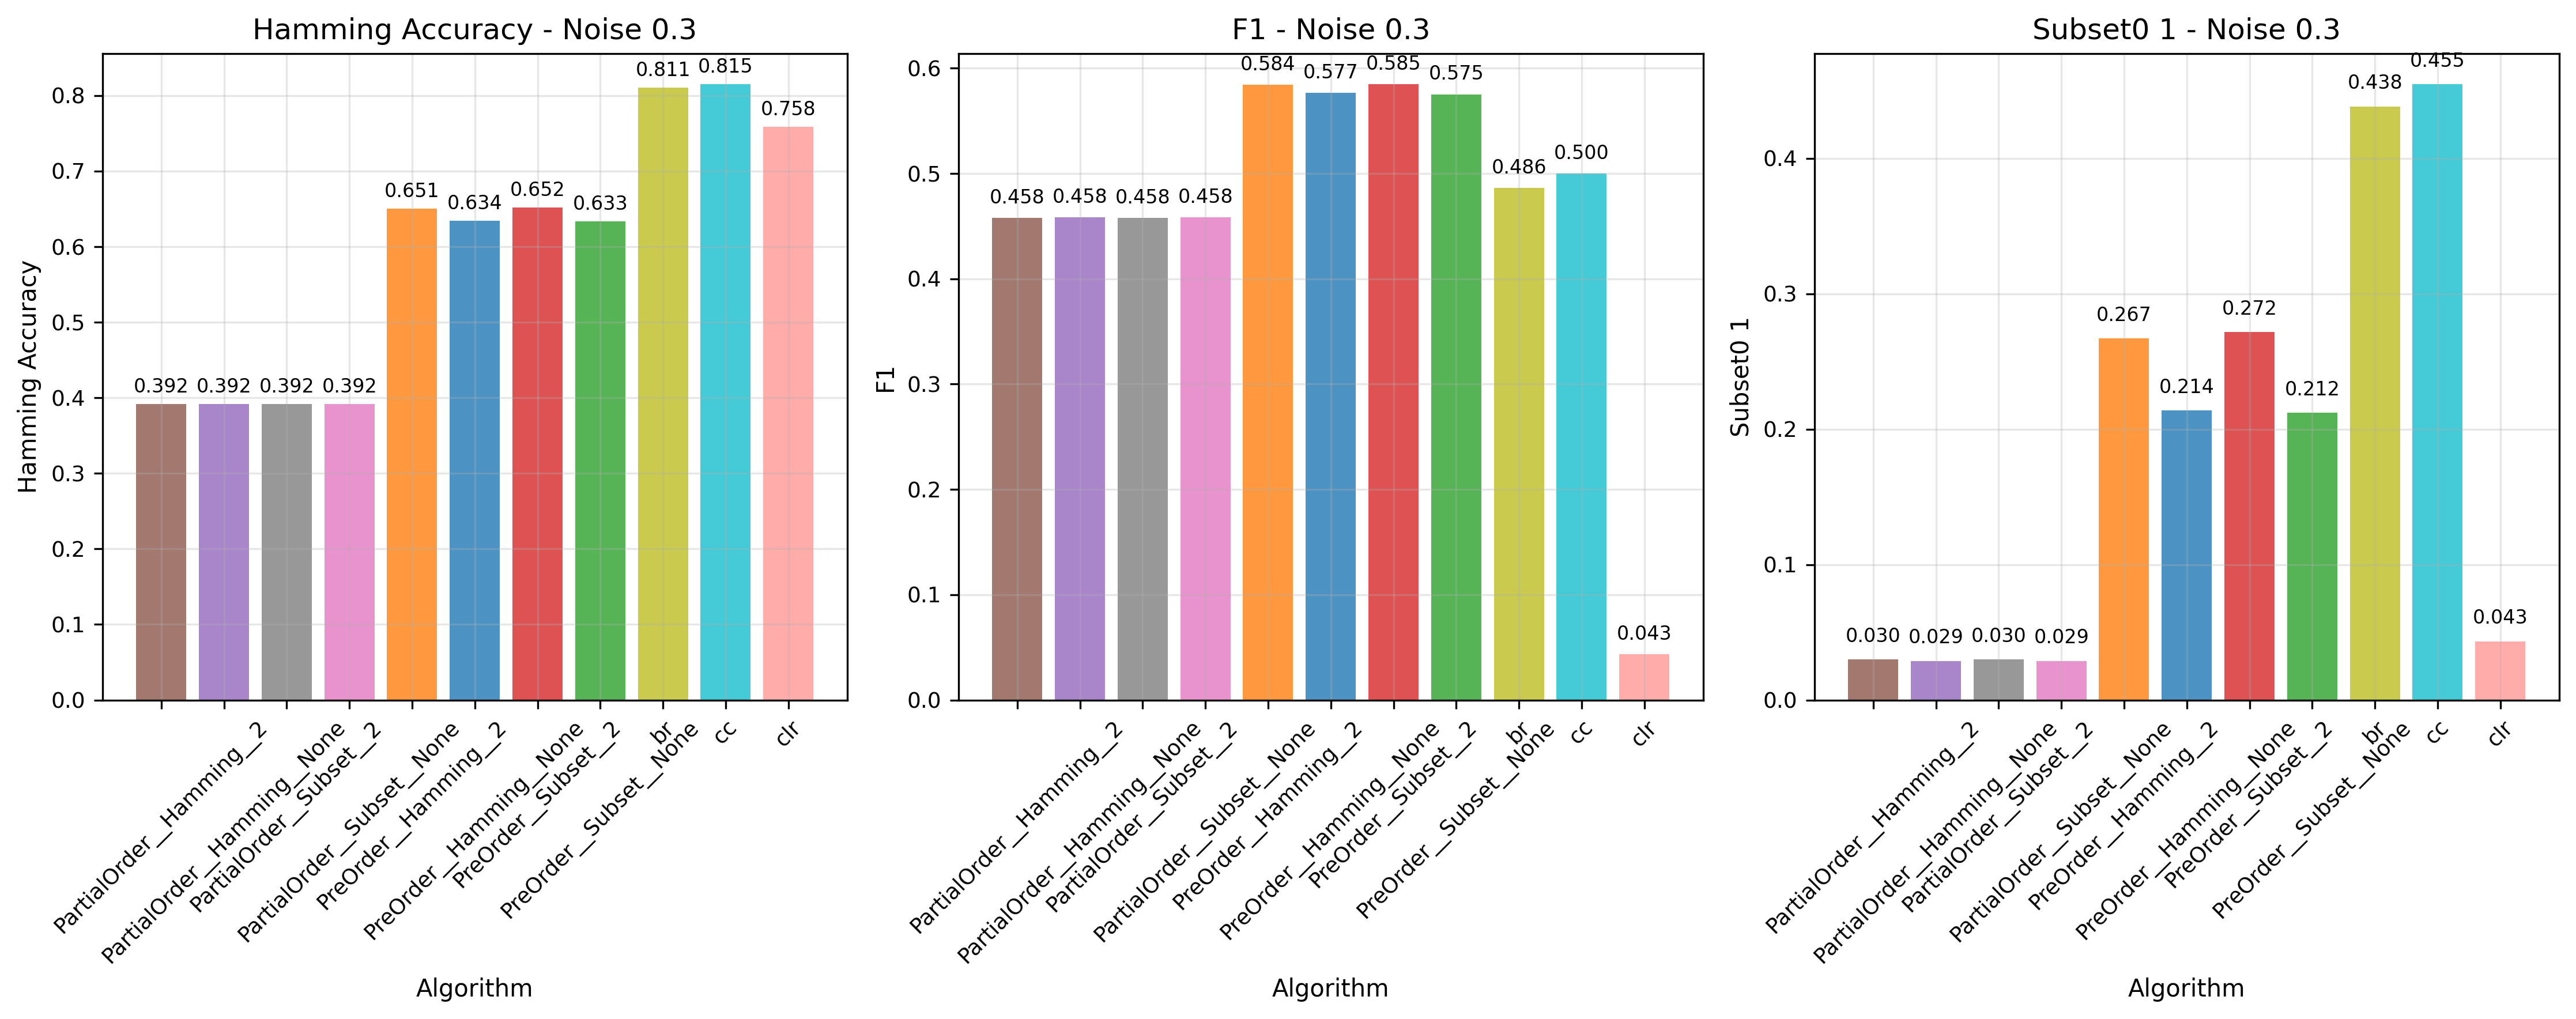 Hamming Accuracy - Noise 0.3
Hamming Accuracy
0.0
0.1
0.2
0.3
0.4
0.5
0.6
0.7
0.8
0.392
0.392
0.392
0.392
0.651
0.634
0.652
0.633
0.811
0.815
0.758
PartialOrder__Hamming__2
PartialOrder__Hamming__None
PartialOrder__Subset__2
PartialOrder__Subset__None
PreOrder__Hamming__2
PreOrder__Hamming__None
PreOrder__Subset__2
PreOrder__Subset__None
br
cc
clr
Algorithm
F1 - Noise 0.3
F1
0.0
0.1
0.2
0.3
0.4
0.5
0.6
0.458
0.458
0.458
0.458
0.584
0.577
0.585
0.575
0.486
0.500
0.043
PartialOrder__Hamming__2
PartialOrder__Hamming__None
PartialOrder__Subset__2
PartialOrder__Subset__None
PreOrder__Hamming__2
PreOrder__Hamming__None
PreOrder__Subset__2
PreOrder__Subset__None
br
cc
clr
Algorithm
Subset0 1 - Noise 0.3
Subset0 1
0.0
0.1
0.2
0.3
0.4
0.030
0.029
0.030
0.029
0.267
0.214
0.272
0.212
0.438
0.455
0.043
PartialOrder__Hamming__2
PartialOrder__Hamming__None
PartialOrder__Subset__2
PartialOrder__Subset__None
PreOrder__Hamming__2
PreOrder__Hamming__None
PreOrder__Subset__2
PreOrder__Subset__None
br
cc
clr
Algorithm